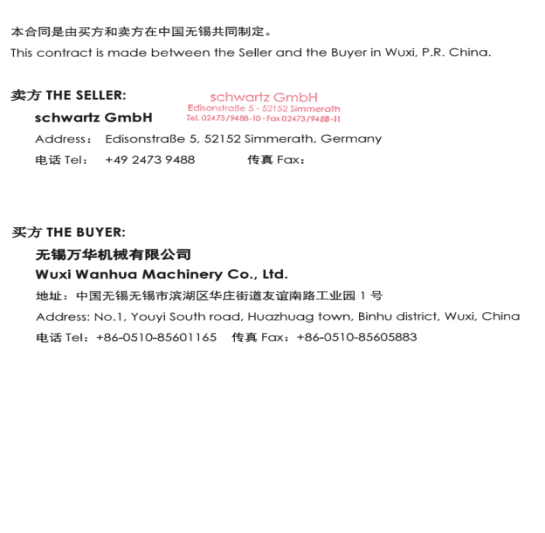 本合同是由买方和卖方在中国无锡共同制定。
This contract is made between the Seller and the Buyer in Wuxi, P.R. China.
卖方 THE SELLER:
schwartz GmbH
Edisonstraße 5 · 52152 Simmerath
Tel. 02473/9488-10 · Fax 02473/9488-11
schwartz GmbH
Address： Edisonstraße 5, 52152 Simmerath, Germany
电话 Tel： +49 2473 9488 传真 Fax：
买方 THE BUYER:
无锡万华机械有限公司
Wuxi Wanhua Machinery Co., Ltd.
地址：中国无锡无锡市滨湖区华庄街道友谊南路工业园 1 号
Address: No.1, Youyi South road, Huazhuag town, Binhu district, Wuxi, China
电话 Tel：+86-0510-85601165 传真 Fax：+86-0510-85605883